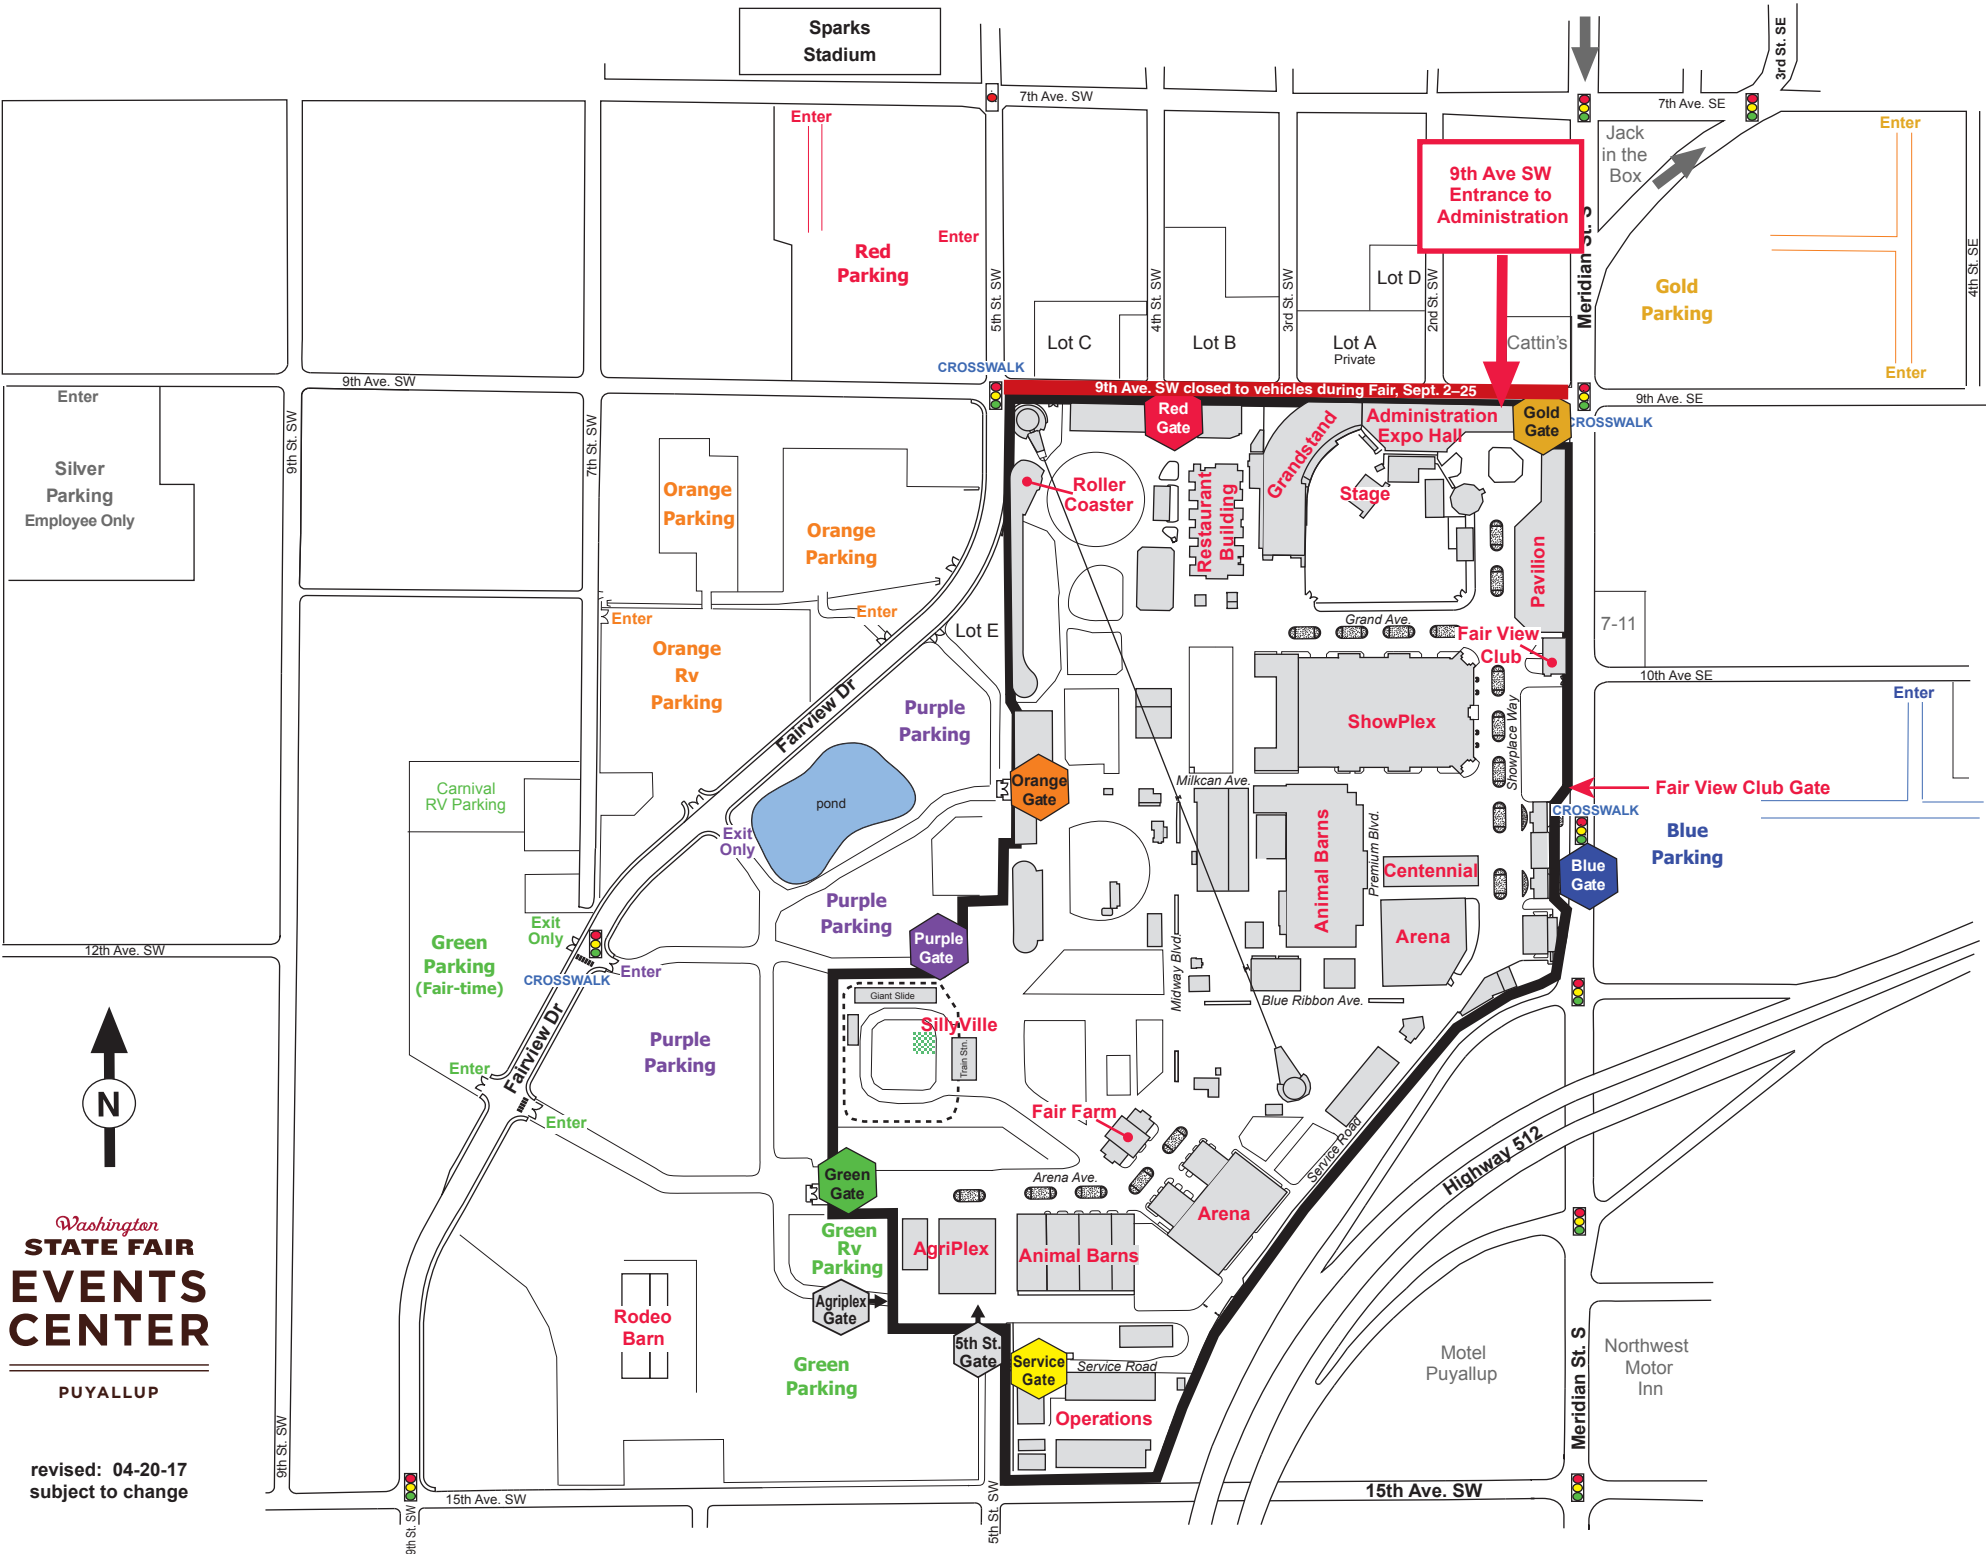 Sparks
Stadium
3rd St. SE
7th Ave. SW
7th Ave. SE
Enter
Enter
Jack
in the
Box
Enter
9th Ave SW
Entrance to
Administration
Red
Parking
Enter
Meridian St. S
Gold
Parking
4th St. SE
5th St. SW
4th St. SW
3rd St. SW
2nd St. SW
Lot D
Lot C
Lot B
Lot A
Private
Cattin's
CROSSWALK
Enter
9th Ave. SW
9th Ave. SW closed to vehicles during Fair, Sept. 2–25
9th Ave. SE
Enter
Silver
Parking
Employee Only
9th St. SW
7th St. SW
Red
Gate
Grandstand
Administration
Expo Hall
Gold
Gate
CROSSWALK
Orange
Parking
Orange
Parking
Roller
Coaster
Restaurant
Building
Stage
Pavilion
Enter
Enter
Lot E
Grand Ave.
Fair View
Club
7-11
Orange
Rv
Parking
10th Ave SE
Enter
Fairview Dr
Purple
Parking
ShowPlex
Showplace Way
Carnival
RV Parking
pond
Orange
Gate
Milkcan Ave.
Fair View Club Gate
CROSSWALK
Exit
Only
Blue
Parking
Animal Barns
Premium Blvd.
Centennial
Blue
Gate
Purple
Parking
Exit
Only
Purple
Gate
Arena
12th Ave. SW
Green
Parking
(Fair-time)
CROSSWALK
Enter
Midway Blvd.
Giant Slide
Blue Ribbon Ave.
SillyVille
Train Stn.
Purple
Parking
Fairview Dr
Enter
Enter
N
Fair Farm
Service Road
Highway 512
Green
Gate
Arena Ave.
Arena
Green
Rv
Parking
AgriPlex
Animal Barns
Agriplex
Gate
Washington
STATE FAIR
EVENTS
CENTER
PUYALLUP
Rodeo
Barn
5th St.
Gate
Service
Gate
Service Road
Green
Parking
Operations
Motel
Puyallup
Meridian St. S
Northwest
Motor
Inn
revised: 04-20-17
subject to change
9th St. SW
15th Ave. SW
15th Ave. SW
9th St. SW
5th St. SW